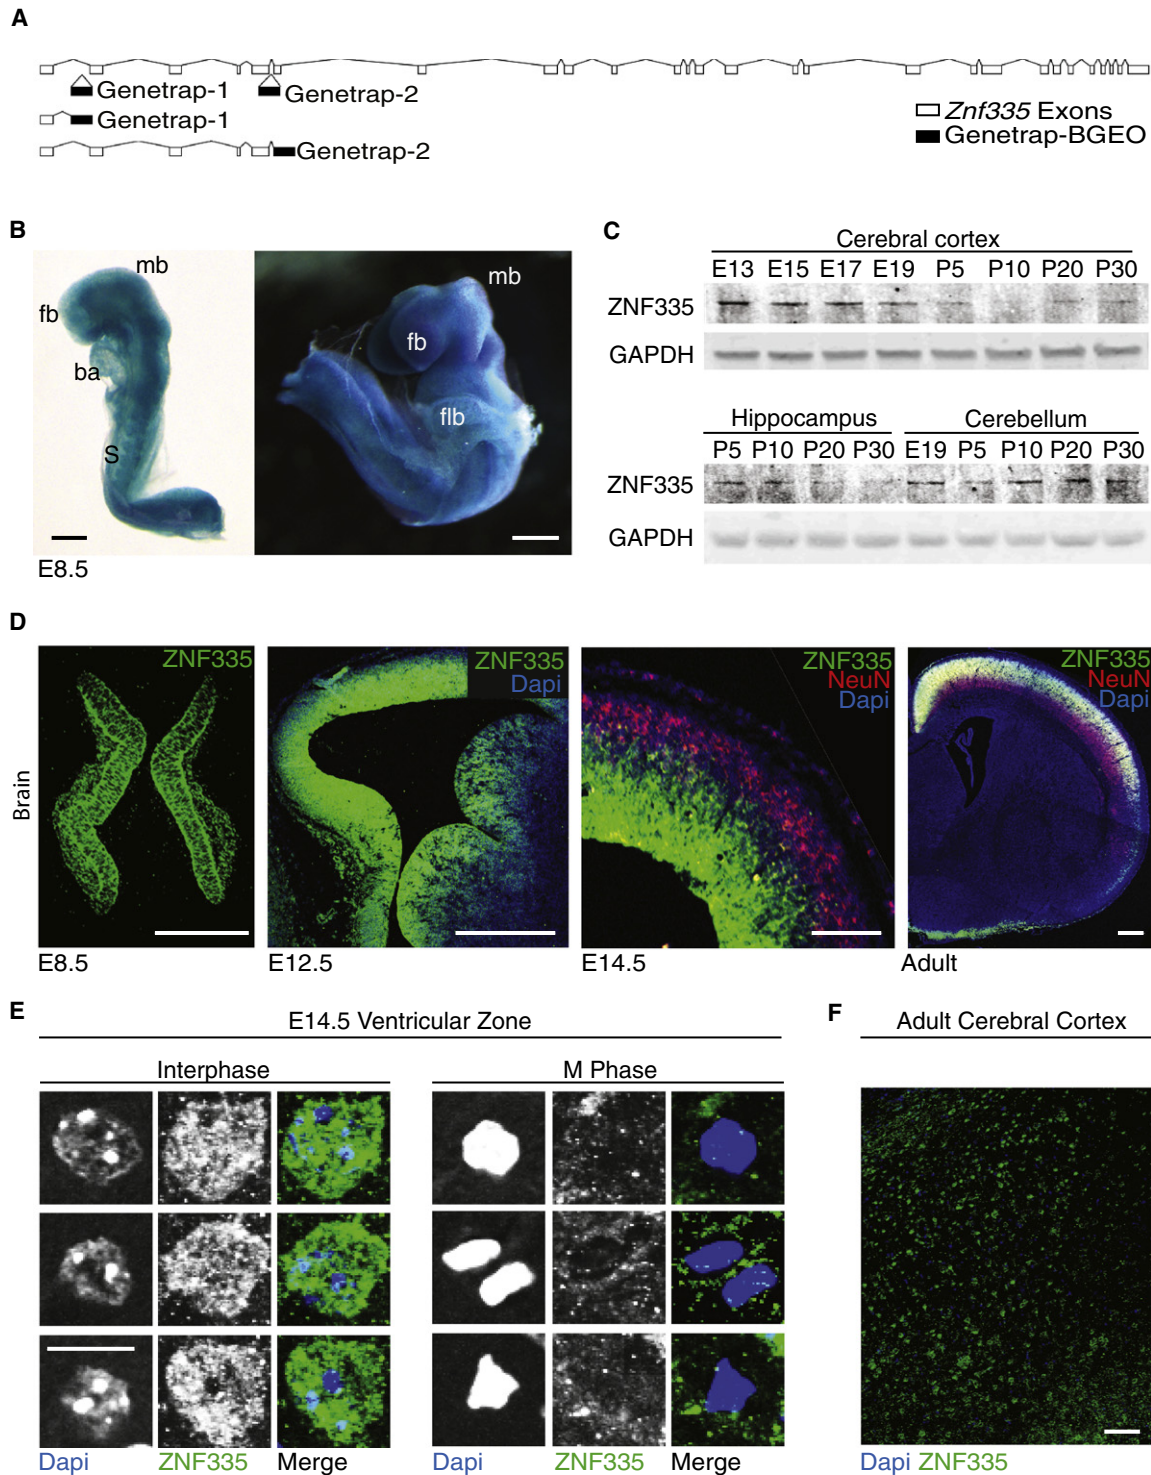 A
Genetrap-1
Genetrap-2
Genetrap-1
Genetrap-2
Znf335 Exons
Genetrap-BGEO
B
mb
fb
ba
S
E8.5
mb
fb
flb
C
Cerebral cortex
E13 E15 E17 E19 P5 P10 P20 P30
ZNF335
GAPDH
Hippocampus Cerebellum
P5 P10 P20 P30 E19 P5 P10 P20 P30
ZNF335
GAPDH
D
Brain
ZNF335
E8.5
ZNF335
Dapi
E12.5
ZNF335
NeuN
Dapi
E14.5
ZNF335
NeuN
Dapi
Adult
E
E14.5 Ventricular Zone
Interphase
M Phase
Dapi ZNF335 Merge
Dapi ZNF335 Merge
F
Adult Cerebral Cortex
Dapi ZNF335